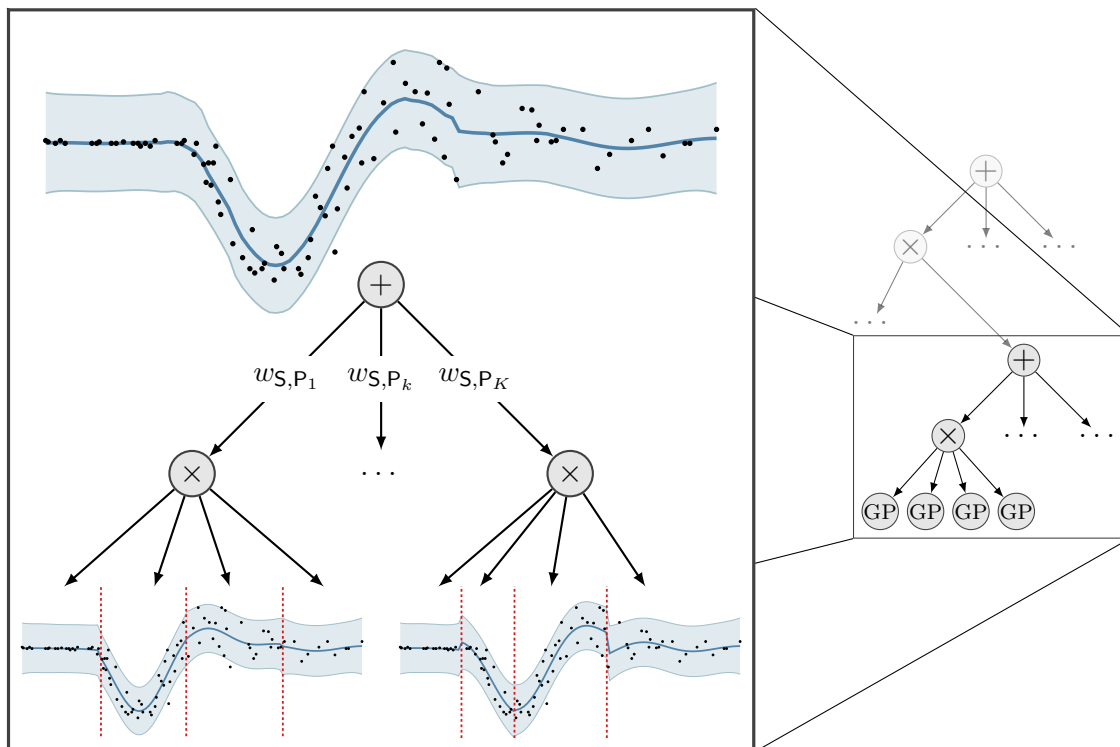 +
× · · · · · ·
· · ·
+
+
w_{S,P_1} w_{S,P_k} w_{S,P_K}
× · · · · · ·
× · · · ×
GP GP GP GP